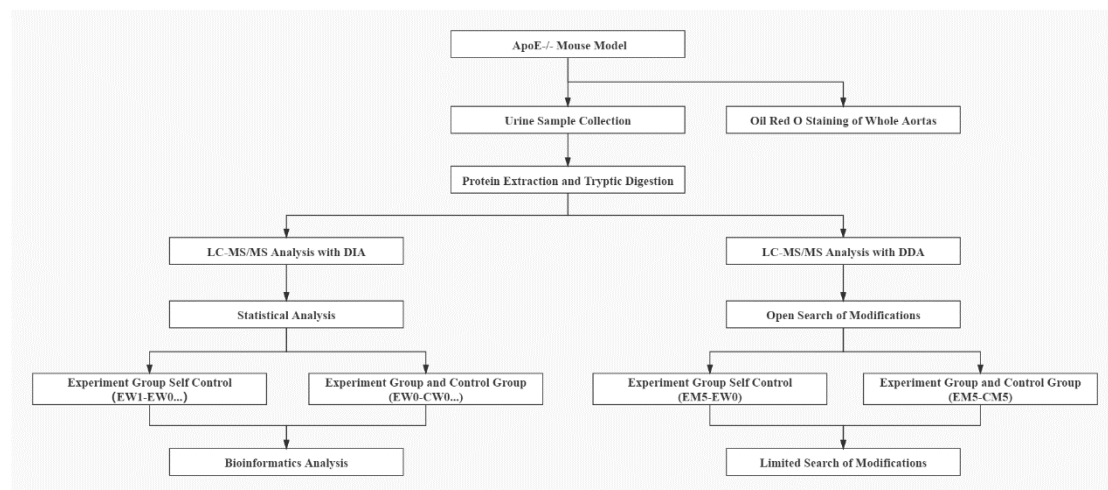 ApoE-/- Mouse Model
Urine Sample Collection
Oil Red O Staining of Whole Aortas
Protein Extraction and Tryptic Digestion
LC-MS/MS Analysis with DIA
LC-MS/MS Analysis with DDA
Statistical Analysis
Open Search of Modifications
Experiment Group Self Control
(EW1-EW0...)
Experiment Group and Control Group
(EW0-CW0...)
Experiment Group Self Control
(EM5-EW0)
Experiment Group and Control Group
(EM5-CM5)
Bioinformatics Analysis
Limited Search of Modifications